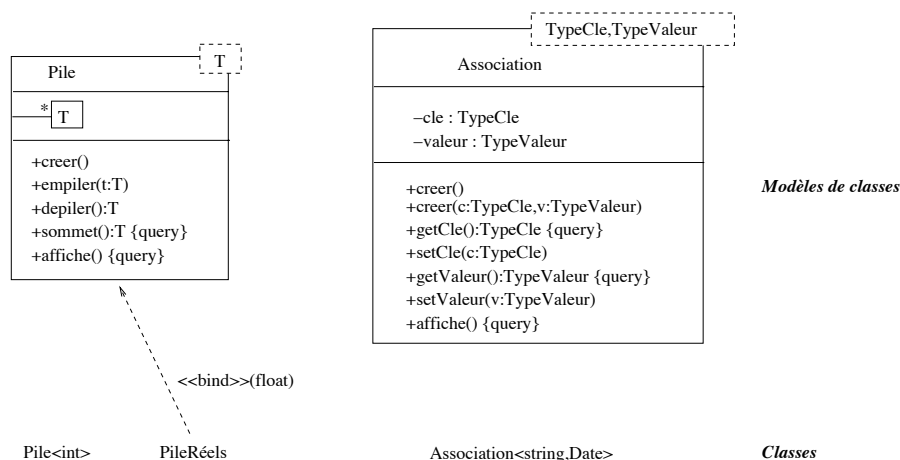 T
Pile
* T
+creer()
+empiler(t:T)
+depiler():T
+sommet():T {query}
+affiche() {query}
<<bind>>(float)
TypeCle,TypeValeur
Association
−cle : TypeCle
−valeur : TypeValeur
+creer()
+creer(c:TypeCle,v:TypeValeur)
+getCle():TypeCle {query}
+setCle(c:TypeCle)
+getValeur():TypeValeur {query}
+setValeur(v:TypeValeur)
+affiche() {query}
Modèles de classes
Pile<int> PileRéels Association<string,Date> Classes